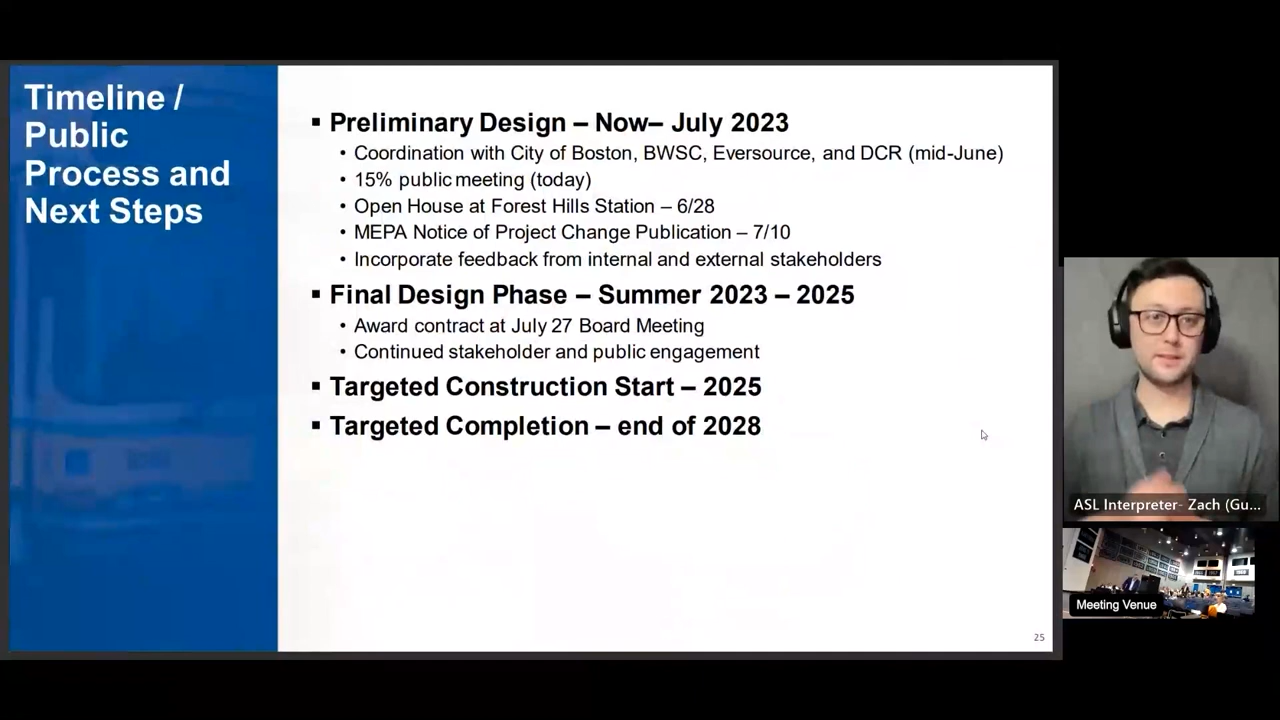 Timeline /
Public
Process and
Next Steps
▪ Preliminary Design – Now– July 2023
• Coordination with City of Boston, BWSC, Eversource, and DCR (mid-June)
• 15% public meeting (today)
• Open House at Forest Hills Station – 6/28
• MEPA Notice of Project Change Publication – 7/10
• Incorporate feedback from internal and external stakeholders
▪ Final Design Phase – Summer 2023 – 2025
• Award contract at July 27 Board Meeting
• Continued stakeholder and public engagement
▪ Targeted Construction Start – 2025
▪ Targeted Completion – end of 2028
25
ASL Interpreter- Zach (Gu...
Meeting Venue